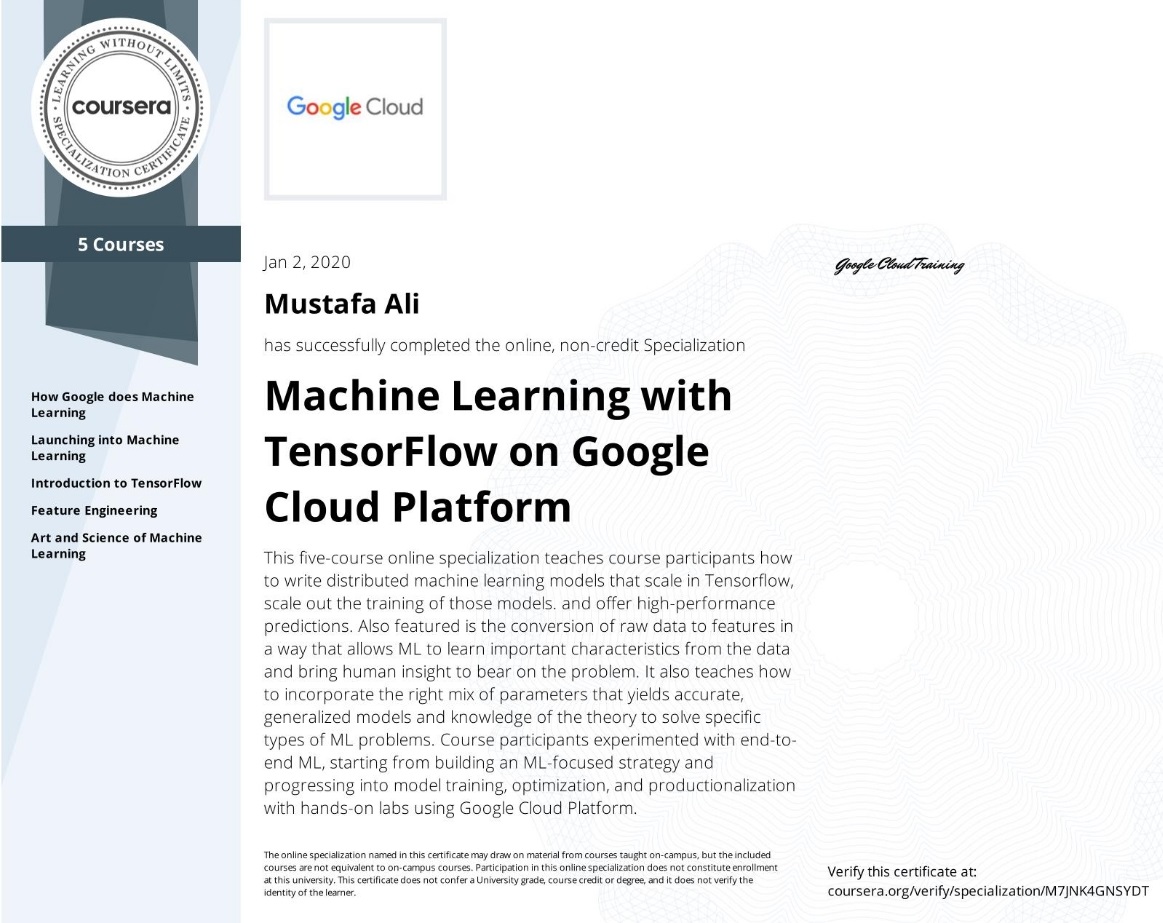 LEARNING WITHOUT LIMITS
coursera
SPECIALIZATION CERTIFICATE
5 Courses
How Google does Machine
Learning
Launching into Machine
Learning
Introduction to TensorFlow
Feature Engineering
Art and Science of Machine
Learning
Google Cloud
Jan 2, 2020
Mustafa Ali
has successfully completed the online, non-credit Specialization
Machine Learning with
TensorFlow on Google
Cloud Platform
This five-course online specialization teaches course participants how
to write distributed machine learning models that scale in Tensorflow,
scale out the training of those models. and offer high-performance
predictions. Also featured is the conversion of raw data to features in
a way that allows ML to learn important characteristics from the data
and bring human insight to bear on the problem. It also teaches how
to incorporate the right mix of parameters that yields accurate,
generalized models and knowledge of the theory to solve specific
types of ML problems. Course participants experimented with end-to-
end ML, starting from building an ML-focused strategy and
progressing into model training, optimization, and productionalization
with hands-on labs using Google Cloud Platform.
The online specialization named in this certificate may draw on material from courses taught on-campus, but the included
courses are not equivalent to on-campus courses. Participation in this online specialization does not constitute enrollment
at this university. This certificate does not confer a University grade, course credit or degree, and it does not verify the
identity of the learner.
Google Cloud Training
Verify this certificate at:
coursera.org/verify/specialization/M7JNK4GNSYDT